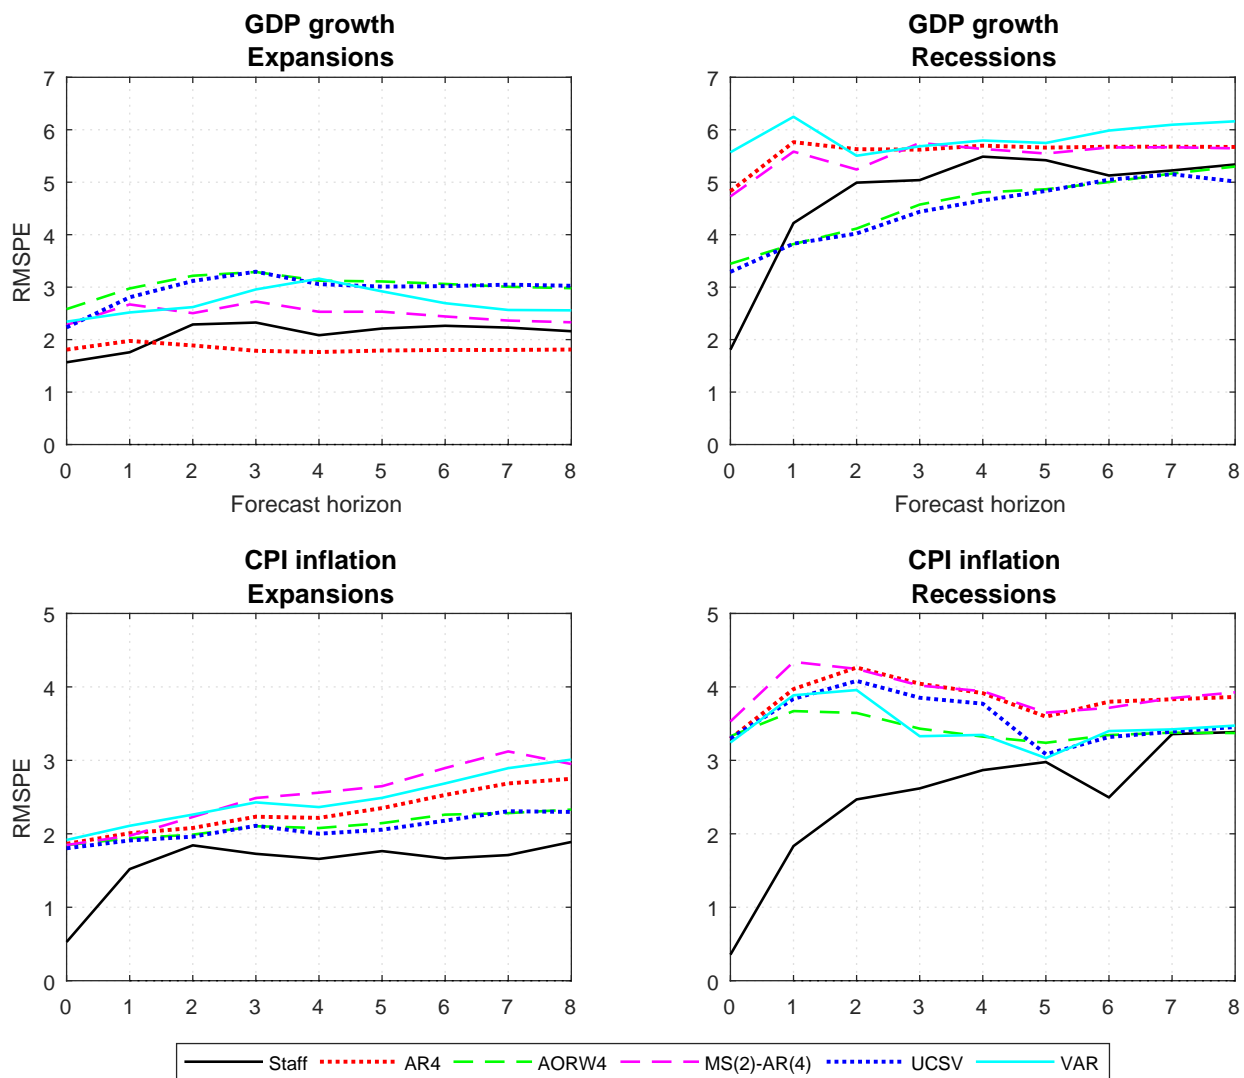 GDP growth
Expansions
GDP growth
Recessions
7
6
5
4
3
2
1
0
RMSPE
0 1 2 3 4 5 6 7 8
Forecast horizon
7
6
5
4
3
2
1
0
0 1 2 3 4 5 6 7 8
Forecast horizon
CPI inflation
Expansions
CPI inflation
Recessions
5
4
3
2
1
0
RMSPE
0 1 2 3 4 5 6 7 8
5
4
3
2
1
0
0 1 2 3 4 5 6 7 8
Staff AR4 AORW4 MS(2)-AR(4) UCSV VAR